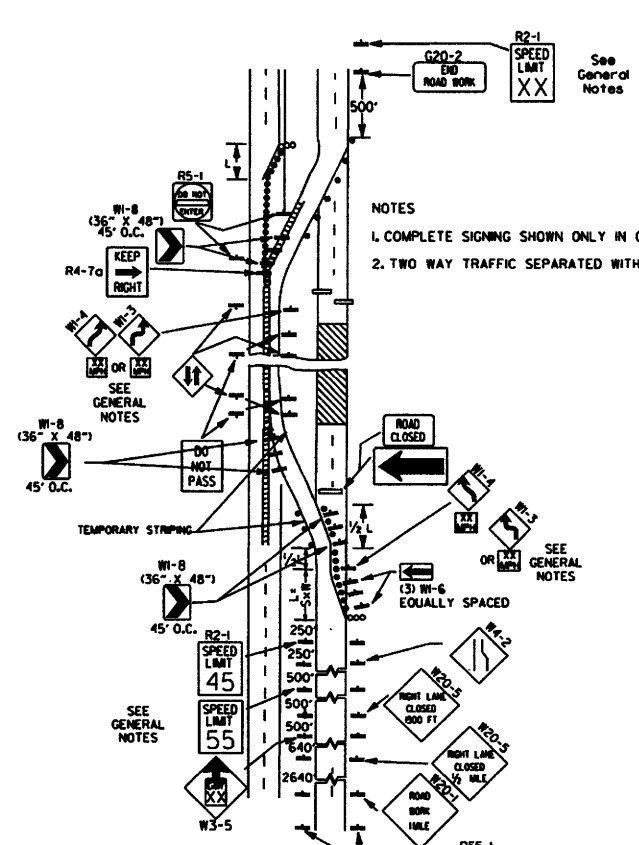 R2-1
SPEED
LIMIT
XX
See
General
Notes
G20-2
END
ROAD WORK
500'
L
R5-1
DO NOT
ENTER
W1-8
(36" X 48")
45' O.C.
KEEP
RIGHT
R4-7a
NOTES
1. COMPLETE SIGNING SHOWN ONLY IN
2. TWO WAY TRAFFIC SEPARATED WITH
W1-4
W1-3
XX
MPH
OR
XX
MPH
SEE
GENERAL
NOTES
W1-8
(36" X 48")
45' O.C.
DO
NOT
PASS
ROAD
CLOSED
W1-4
XX
MPH
W1-3
OR
XX
MPH
SEE
GENERAL
NOTES
TEMPORARY STRIPING
½ L
½ L
L=
SxW
W1-8
(36" X 48")
45' O.C.
(3) W1-6
EQUALLY SPACED
R2-1
SPEED
LIMIT
45
250'
250'
500'
500'
500'
640'
2640'
W4-2
SPEED
LIMIT
55
SEE
GENERAL
NOTES
W20-5
RIGHT LANE
CLOSED
1500 FT
W20-5
RIGHT LANE
CLOSED
½ MILE
XX
W3-5
W20-1
ROAD
WORK
1 MILE